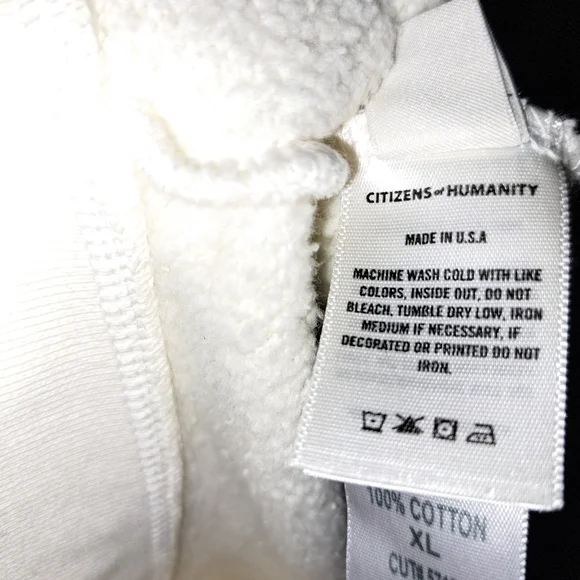 CITIZENS of HUMANITY
MADE IN U.S.A
MACHINE WASH COLD WITH LIKE
COLORS, INSIDE OUT, DO NOT
BLEACH, TUMBLE DRY LOW, IRON
MEDIUM IF NECESSARY, IF
DECORATED OR PRINTED DO NOT
IRON.
100% COTTON
XL